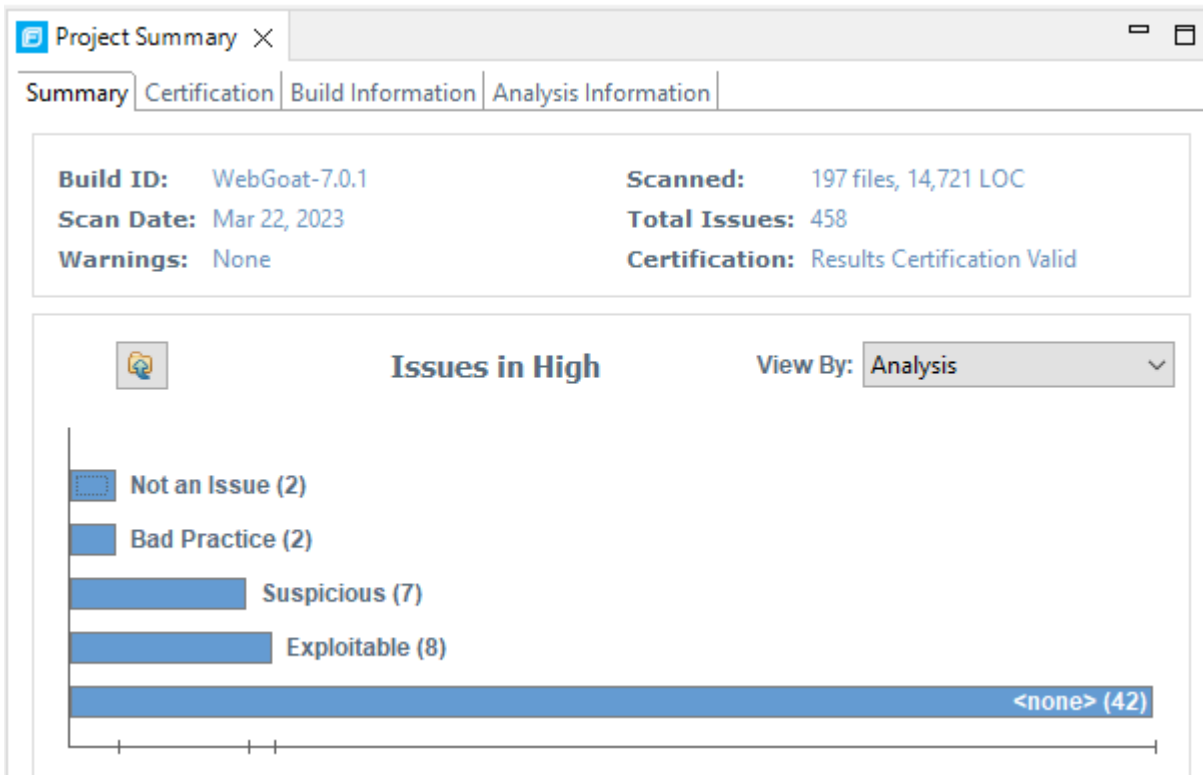 Project Summary
Summary Certification Build Information Analysis Information
Build ID: WebGoat-7.0.1 Scanned: 197 files, 14,721 LOC
Scan Date: Mar 22, 2023 Total Issues: 458
Warnings: None Certification: Results Certification Valid
Issues in High View By: Analysis
Not an Issue (2)
Bad Practice (2)
Suspicious (7)
Exploitable (8)
<none> (42)